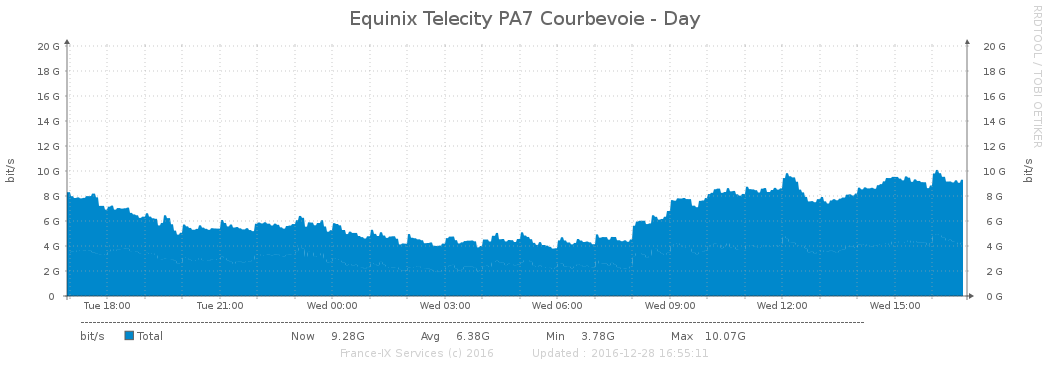 Equinix Telecity PA7 Courbevoie - Day
RRDTOOL / TOBI OETIKER
bit/s
20 G 20 G
18 G 18 G
16 G 16 G
14 G 14 G
12 G 12 G
10 G 10 G
8 G 8 G
6 G 6 G
4 G 4 G
2 G 2 G
0 0 G
bit/s
Tue 18:00 Tue 21:00 Wed 00:00 Wed 03:00 Wed 06:00 Wed 09:00 Wed 12:00 Wed 15:00
bit/s Total Now 9.28G Avg 6.38G Min 3.78G Max 10.07G
France-IX Services (c) 2016 Updated : 2016-12-28 16:55:11